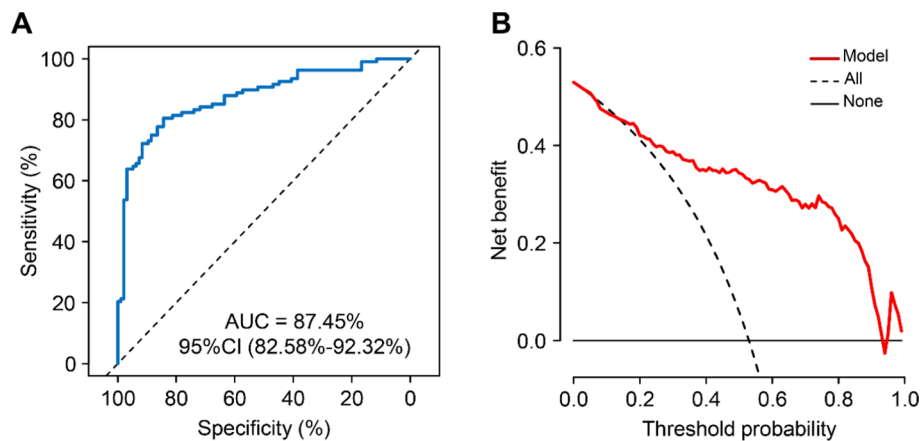 A
Sensitivity (%)
100
80
60
40
20
0
AUC = 87.45%
95%CI (82.58%-92.32%)
100
80
60
40
20
0
Specificity (%)
B
Net benefit
0.6
0.4
0.2
0.0
Model
All
None
0.0
0.2
0.4
0.6
0.8
1.0
Threshold probability